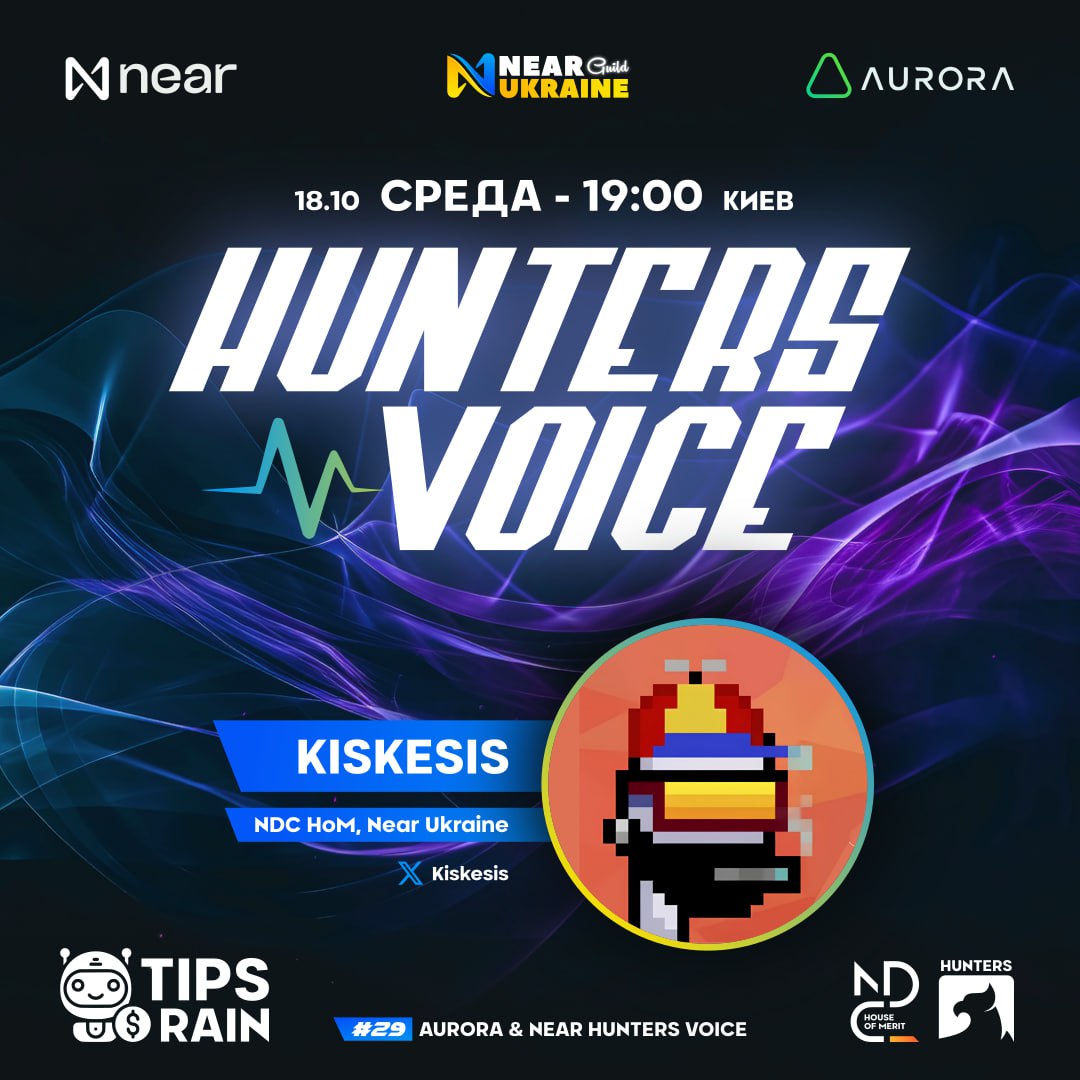 near
NEAR Guild
UKRAINE
AURORA
18.10 СРЕДА - 19:00 КИЕВ
HUNTERS
VOICE
KISKESIS
NDC HoM, Near Ukraine
X Kiskesis
TIPS
RAIN
#29 AURORA & NEAR HUNTERS VOICE
NDC
HOUSE
OF MERIT
HUNTERS